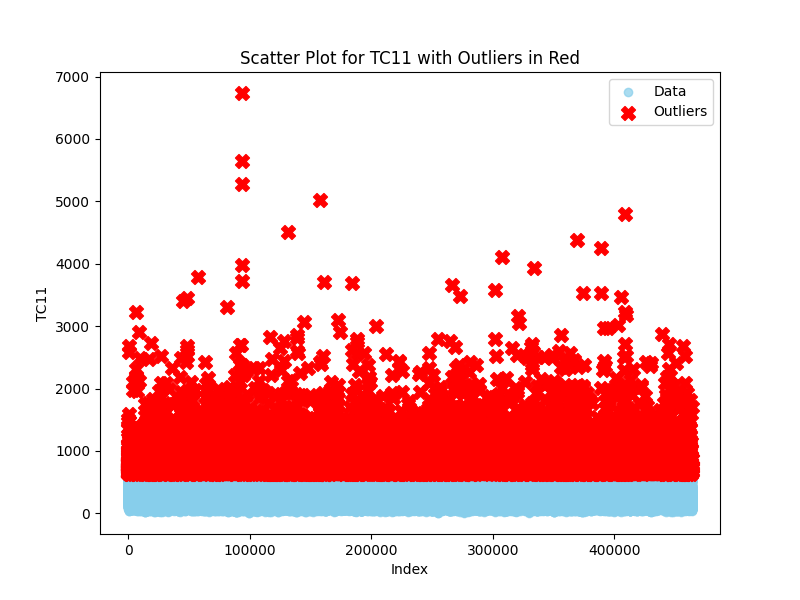 Scatter Plot for TC11 with Outliers in Red
Data
Outliers
7000
6000
5000
4000
3000
2000
1000
0
TC11
0
100000
200000
300000
400000
Index